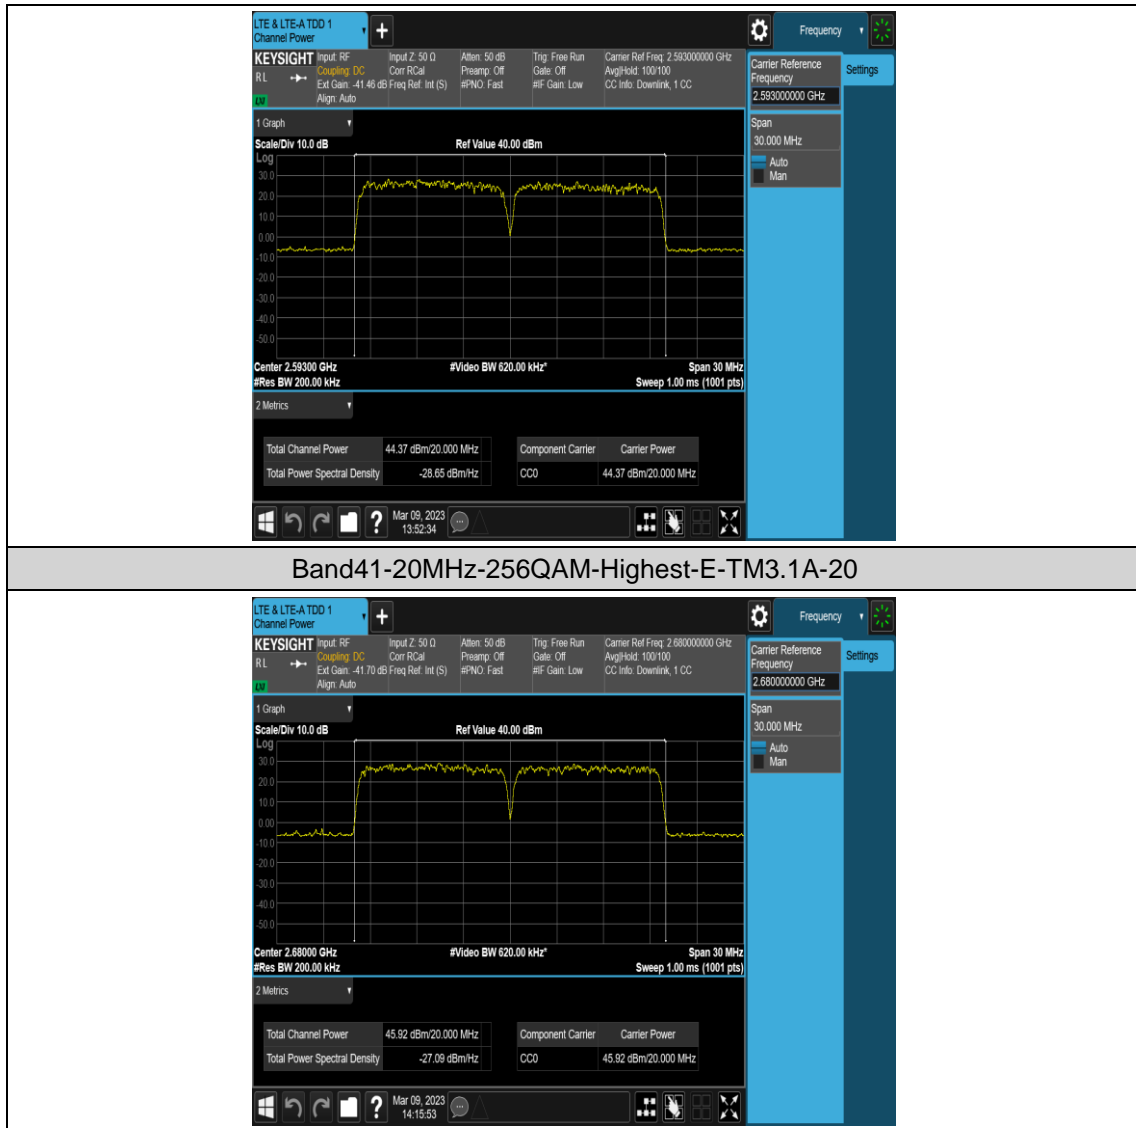 LTE & LTE-A TDD 1
Channel Power
Frequency
KEYSIGHT
RL
LXI
Input: RF
Coupling: DC
Ext Gain: -41.46 dB
Align: Auto
Input Z: 50 Ω
Corr RCal
Freq Ref: Int (S)
Atten: 50 dB
Preamp: Off
#PNO: Fast
Trig: Free Run
Gate: Off
#IF Gain: Low
Carrier Ref Freq: 2.593000000 GHz
Avg|Hold: 100/100
CC Info: Downlink, 1 CC
Carrier Reference
Frequency
2.593000000 GHz
Settings
Span
30.000 MHz
Auto
Man
1 Graph
Scale/Div 10.0 dB
Ref Value 40.00 dBm
Log
30.0
20.0
10.0
0.00
-10.0
-20.0
-30.0
-40.0
-50.0
Center 2.59300 GHz
#Video BW 620.00 kHz*
Span 30 MHz
#Res BW 200.00 kHz
Sweep 1.00 ms (1001 pts)
2 Metrics
Total Channel Power 44.37 dBm/20.000 MHz
Total Power Spectral Density -28.65 dBm/Hz
Component Carrier Carrier Power
CC0 44.37 dBm/20.000 MHz
?
Mar 09, 2023
13:52:34
Band41-20MHz-256QAM-Highest-E-TM3.1A-20
LTE & LTE-A TDD 1
Channel Power
Frequency
KEYSIGHT
RL
LXI
Input: RF
Coupling: DC
Ext Gain: -41.70 dB
Align: Auto
Input Z: 50 Ω
Corr RCal
Freq Ref: Int (S)
Atten: 50 dB
Preamp: Off
#PNO: Fast
Trig: Free Run
Gate: Off
#IF Gain: Low
Carrier Ref Freq: 2.680000000 GHz
Avg|Hold: 100/100
CC Info: Downlink, 1 CC
Carrier Reference
Frequency
2.680000000 GHz
Settings
Span
30.000 MHz
Auto
Man
1 Graph
Scale/Div 10.0 dB
Ref Value 40.00 dBm
Log
30.0
20.0
10.0
0.00
-10.0
-20.0
-30.0
-40.0
-50.0
Center 2.68000 GHz
#Video BW 620.00 kHz*
Span 30 MHz
#Res BW 200.00 kHz
Sweep 1.00 ms (1001 pts)
2 Metrics
Total Channel Power 45.92 dBm/20.000 MHz
Total Power Spectral Density -27.09 dBm/Hz
Component Carrier Carrier Power
CC0 45.92 dBm/20.000 MHz
?
Mar 09, 2023
14:15:53